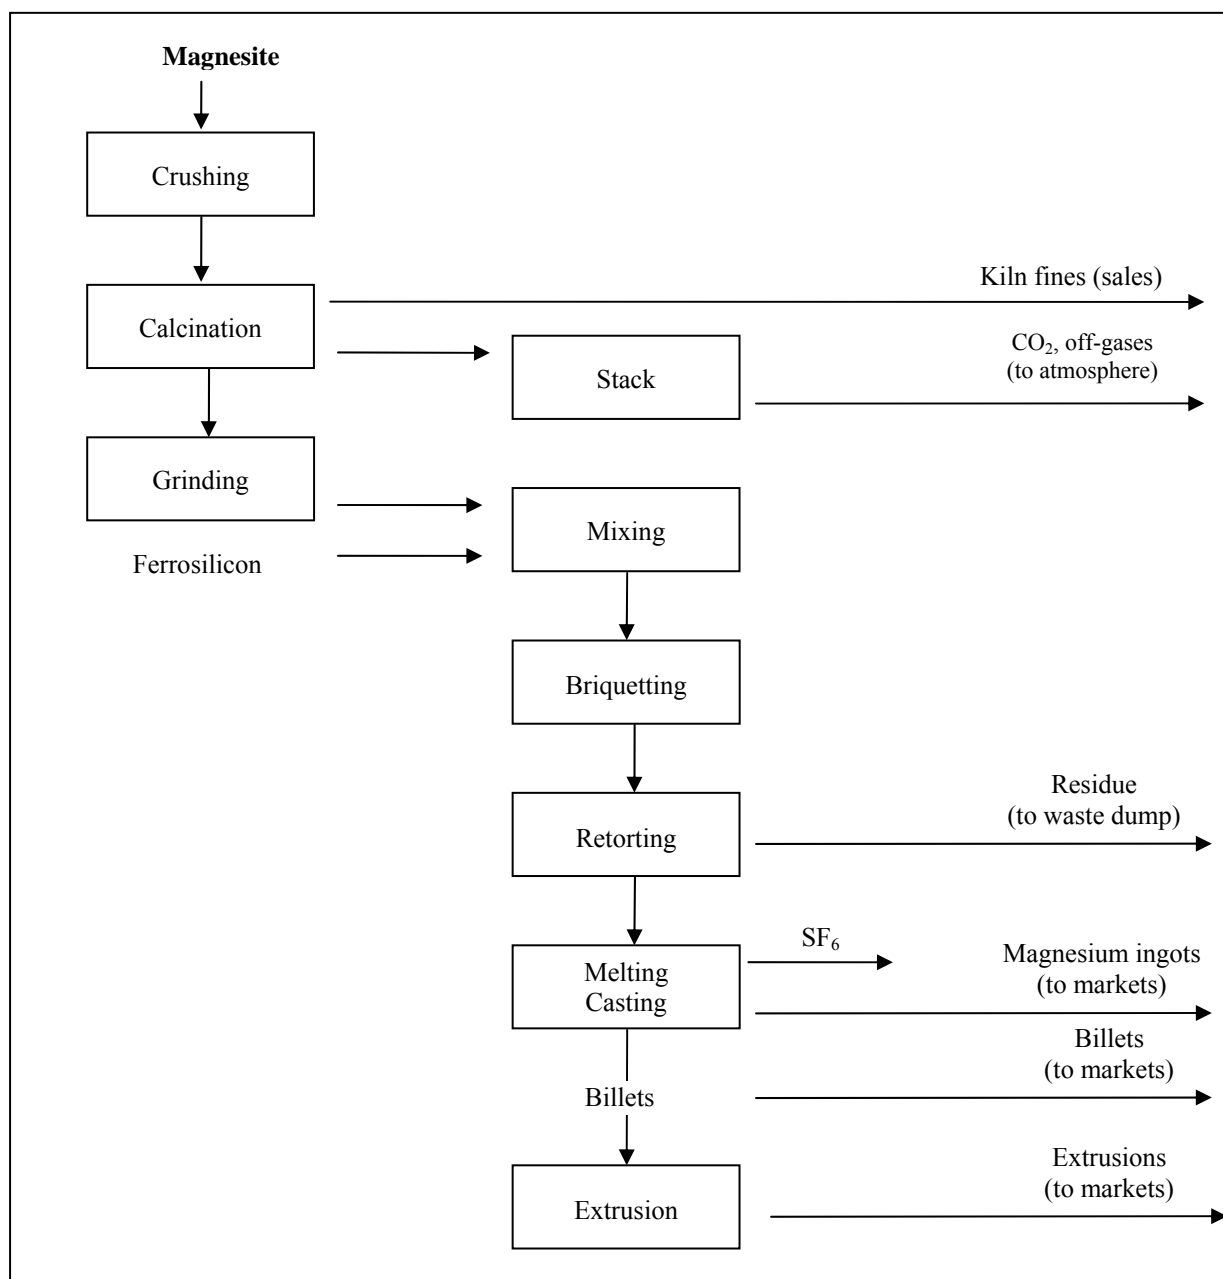 Magnesite
Crushing
Kiln fines (sales)
Calcination
CO₂, off-gases
(to atmosphere)
Stack
Grinding
Mixing
Ferrosilicon
Briquetting
Residue
(to waste dump)
Retorting
SF₆
Magnesium ingots
(to markets)
Melting
Casting
Billets
(to markets)
Billets
Extrusions
(to markets)
Extrusion